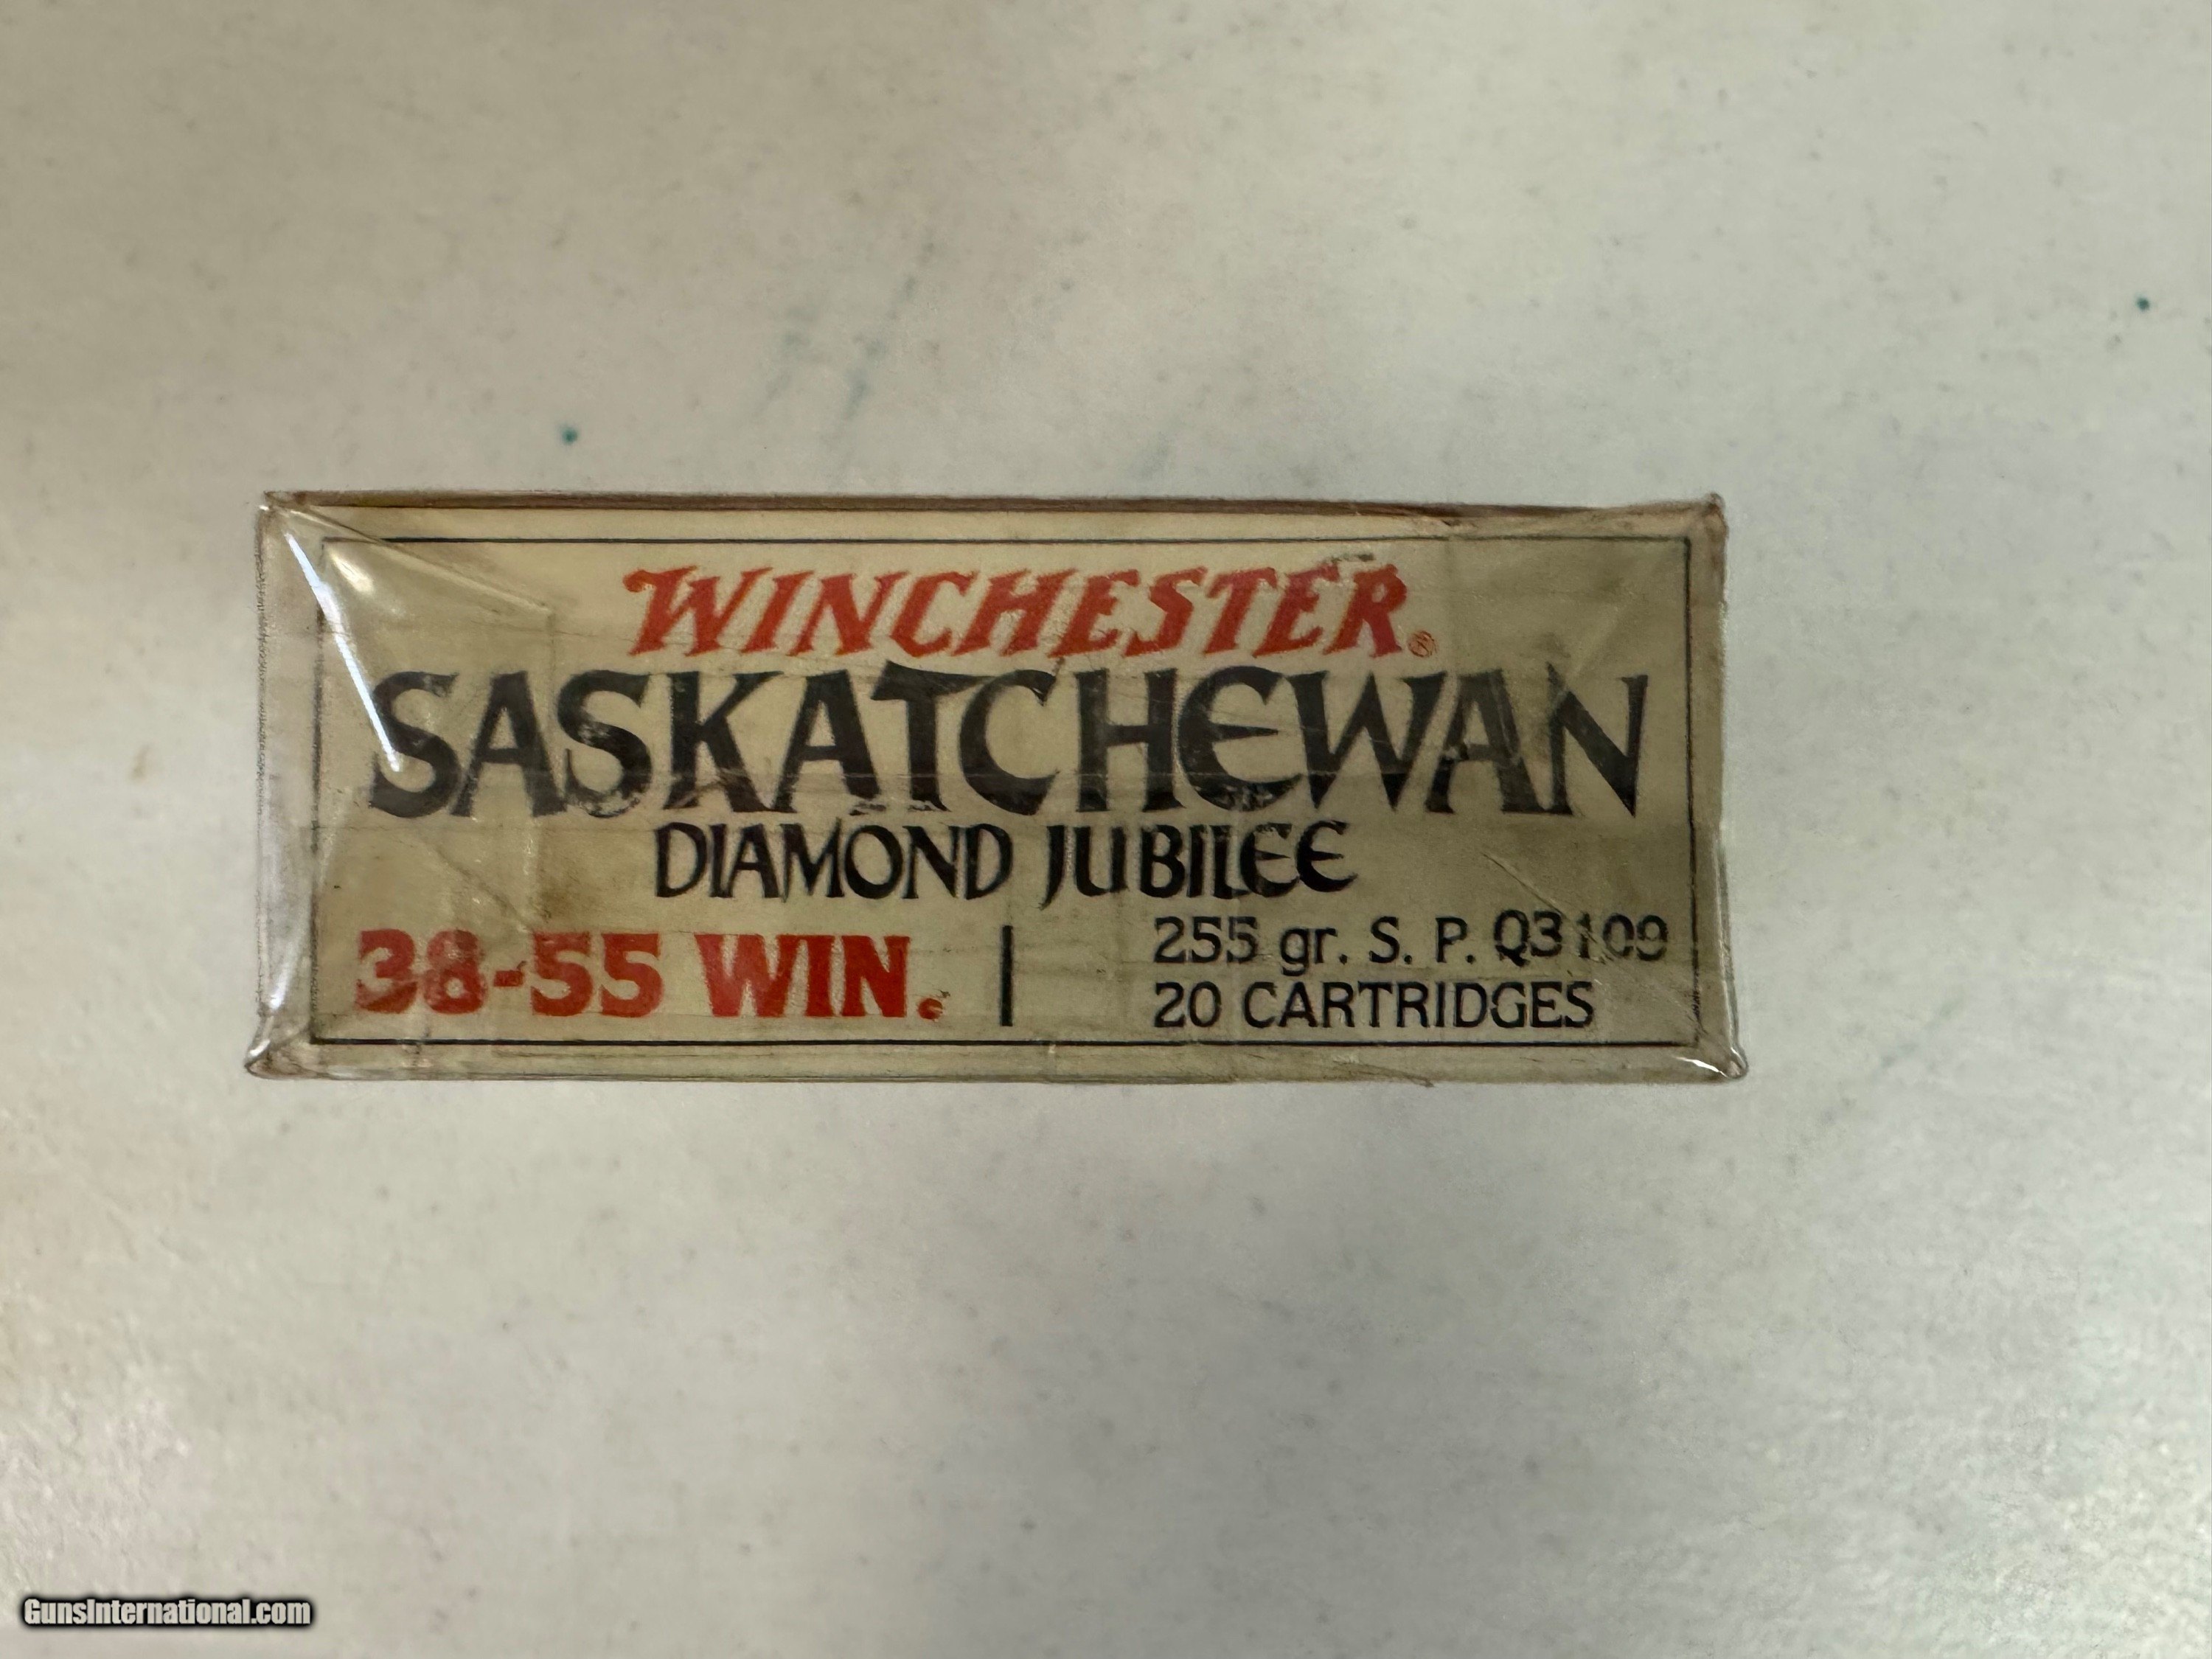 WINCHESTER®
SASKATCHEWAN
DIAMOND JUBILEE
38-55 WIN. | 255 gr. S. P. Q3109
20 CARTRIDGES
GunsInternational.com